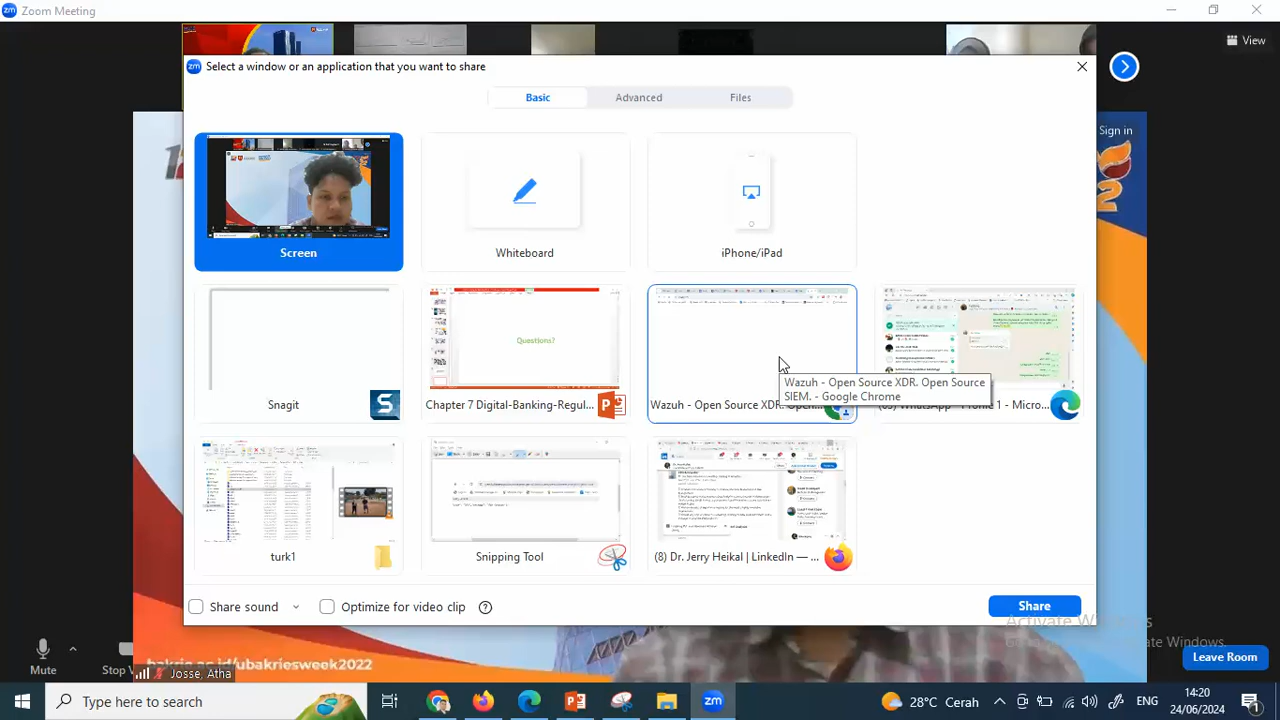 Zoom Meeting
View
Select a window or an application that you want to share
Basic
Advanced
Files
Sign in
Screen
Whiteboard
iPhone/iPad
Questions?
Wazuh - Open Source XDR. Open Source
SIEM. - Google Chrome
Snagit
Chapter 7 Digital-Banking-Regul...
Wazuh - Open Source XDR. Open...
(05) WhatsApp - Profile 1 - Micro...
turk1
Snipping Tool
(8) Dr. Jerry Heikal | LinkedIn — ...
Share sound
Optimize for video clip
Share
Activate Windows
Mute
Stop V
bakrie.ac.id/ubakriesweek2022
Josse, Atha
Leave Room
Type here to search
28°C Cerah
ENG
14:20
24/06/2024